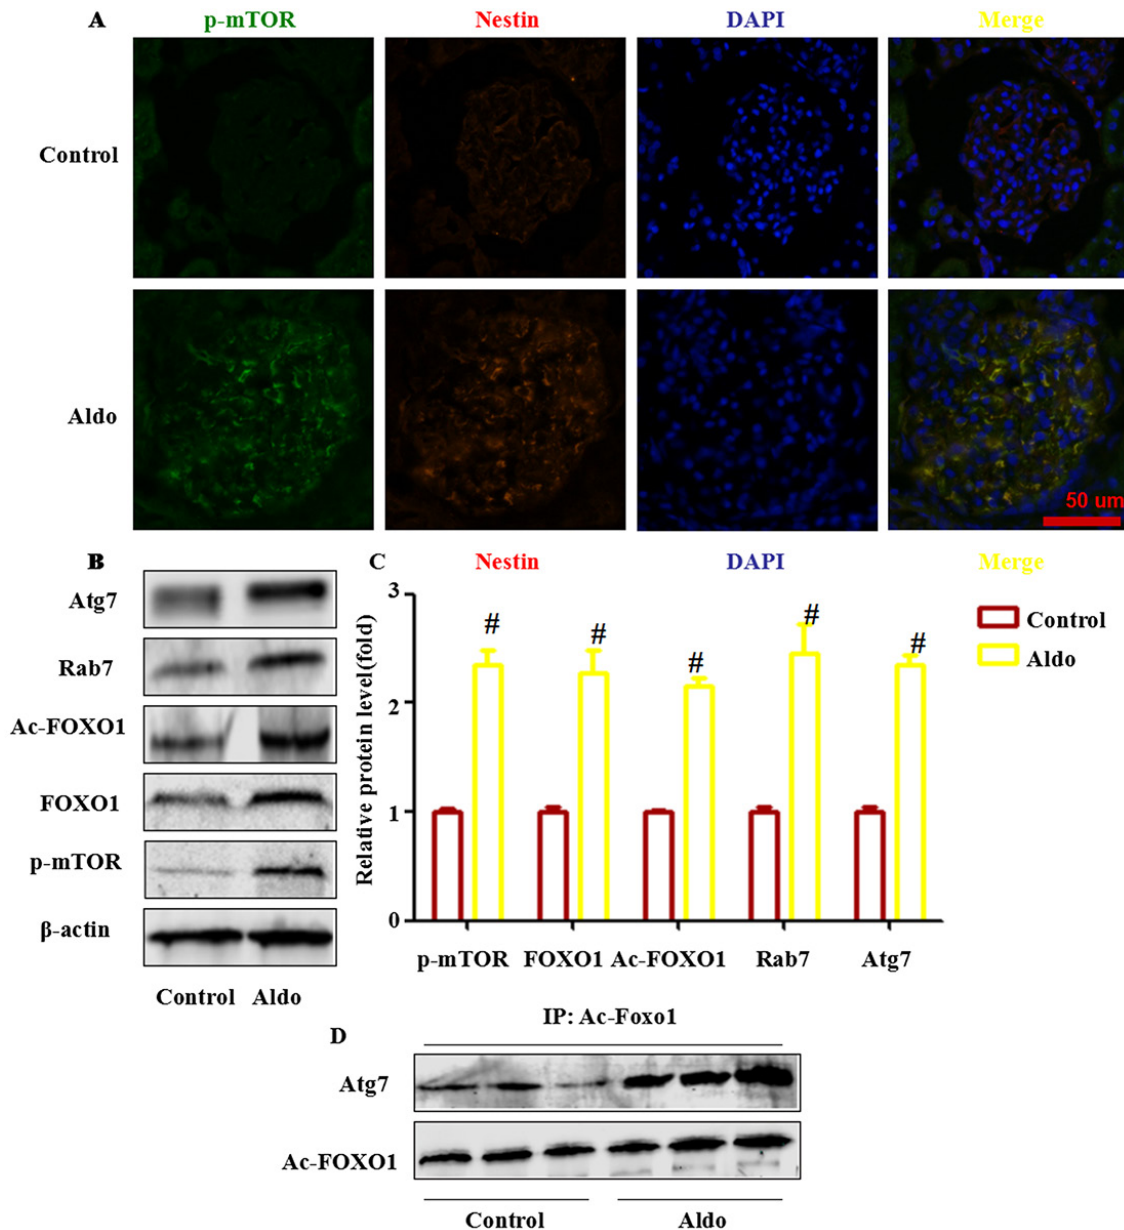 A p-mTOR Nestin DAPI Merge
Control
Aldo
50 um
B
Atg7
Rab7
Ac-FOXO1
FOXO1
p-mTOR
β-actin
Control Aldo
C Nestin DAPI Merge
Relative protein level(fold)
3
2
1
0
# # # # #
Control
Aldo
p-mTOR FOXO1 Ac-FOXO1 Rab7 Atg7
IP: Ac-Foxo1
D
Atg7
Ac-FOXO1
Control Aldo